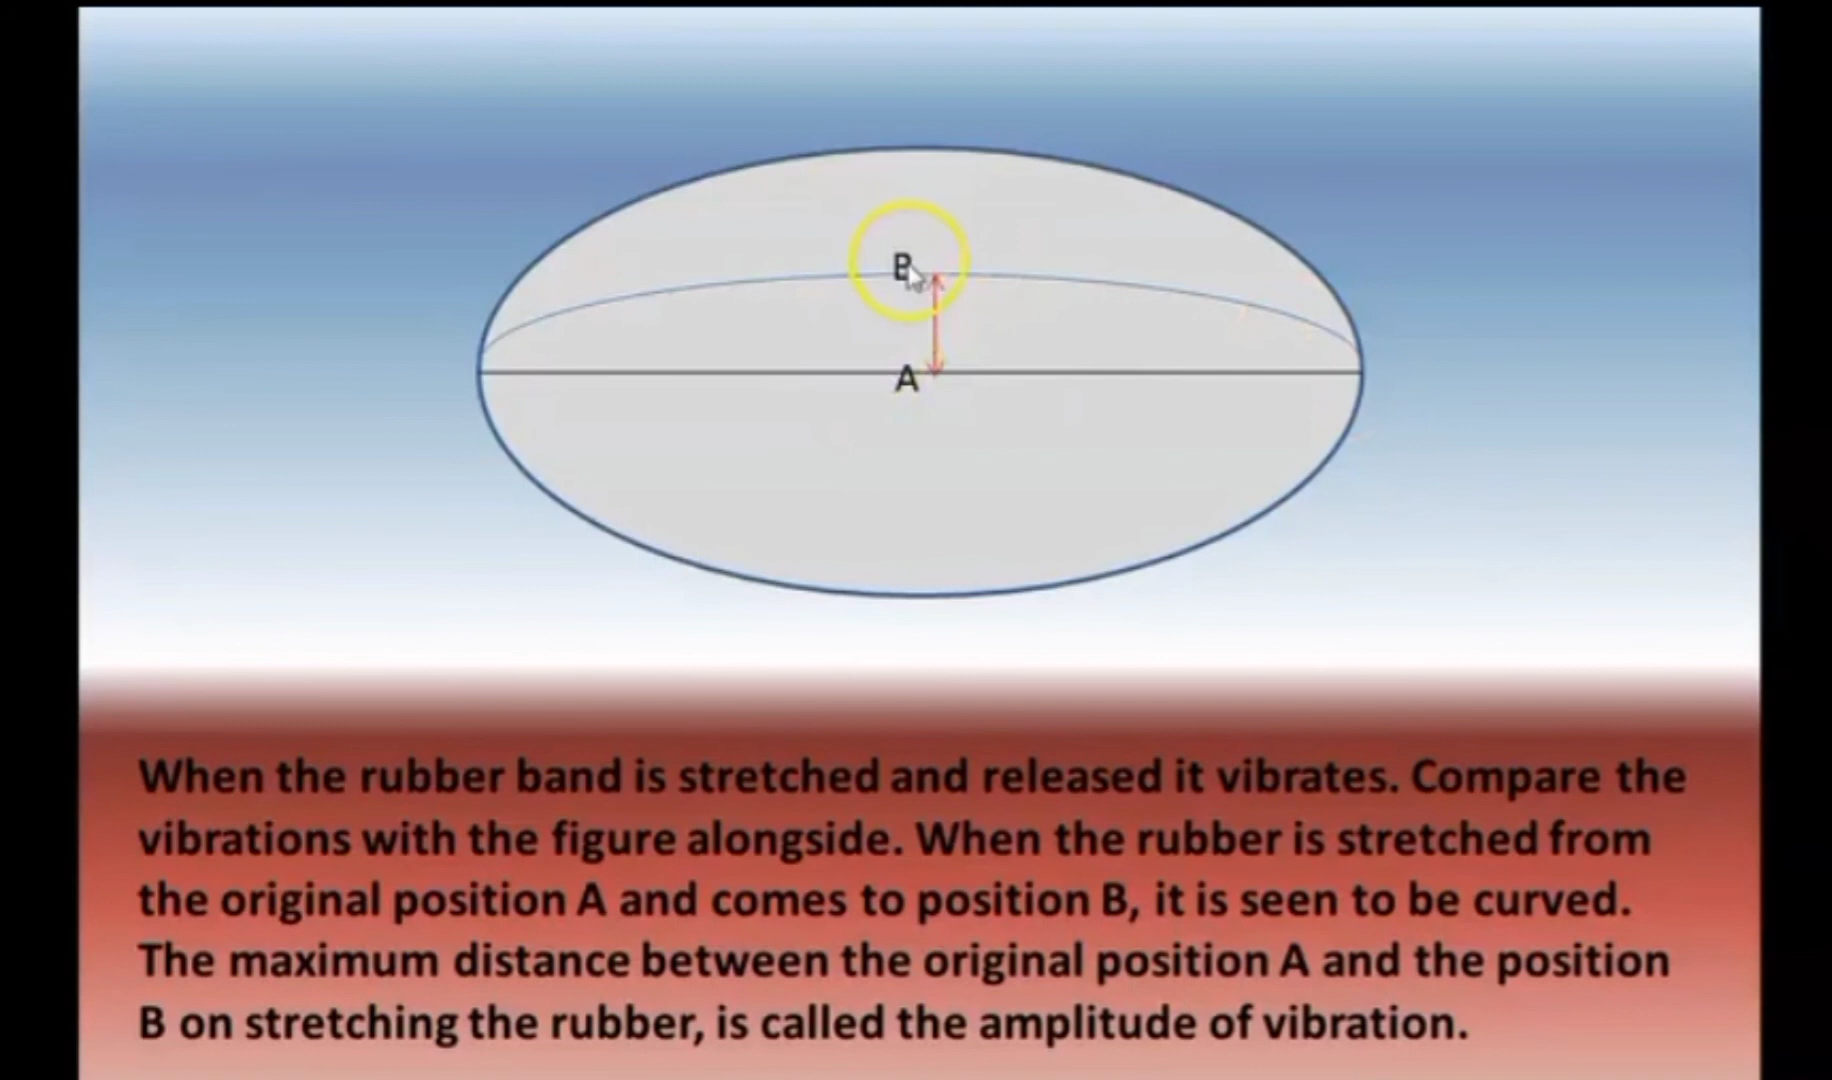 B
A
When the rubber band is stretched and released it vibrates. Compare the
vibrations with the figure alongside. When the rubber is stretched from
the original position A and comes to position B, it is seen to be curved.
The maximum distance between the original position A and the position
B on stretching the rubber, is called the amplitude of vibration.